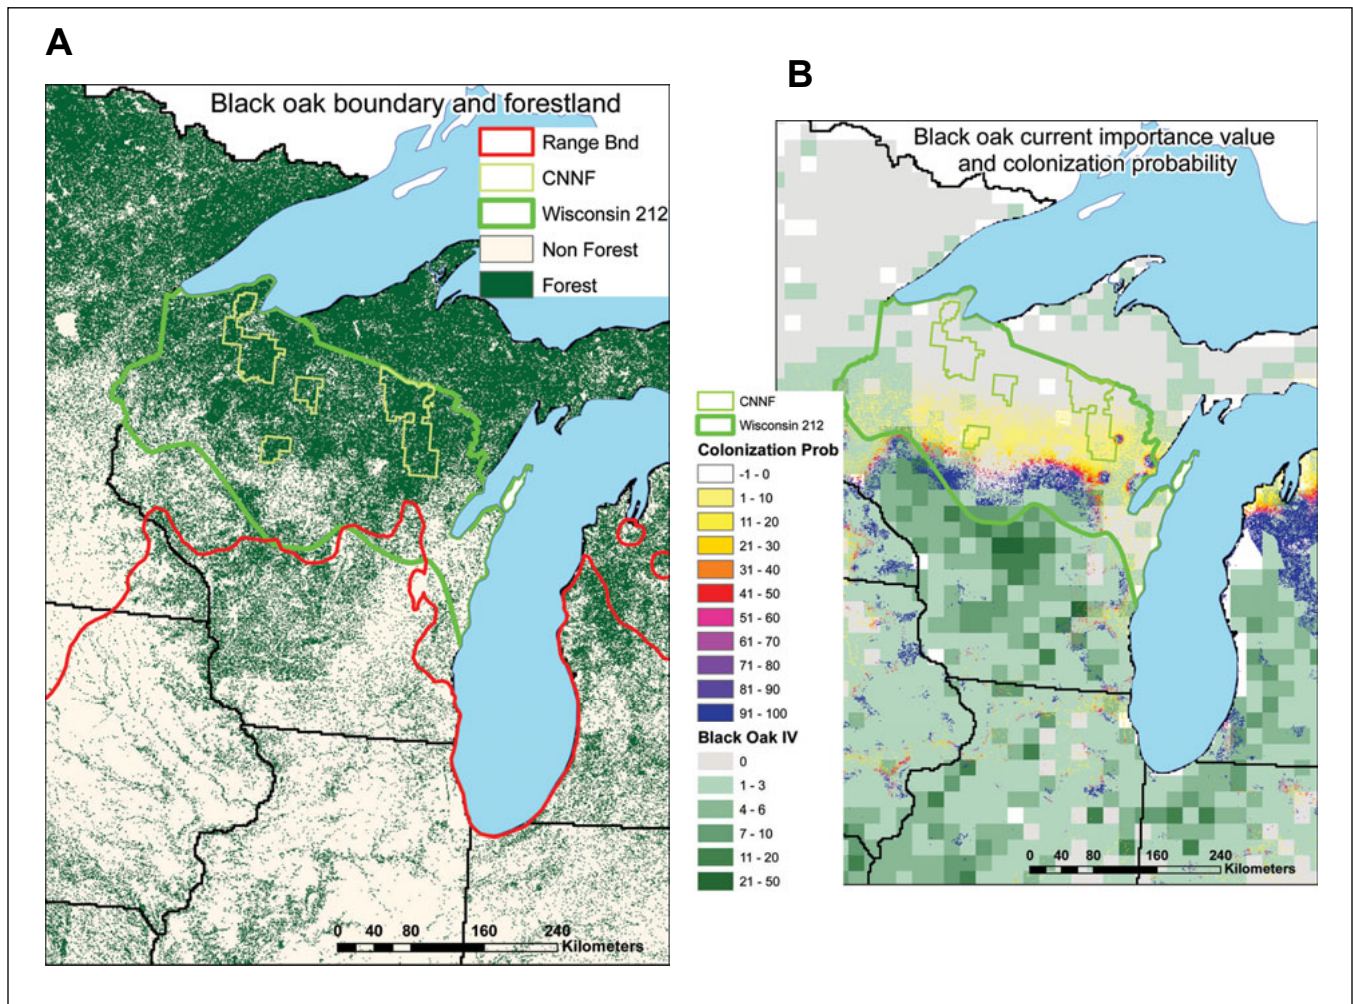 A
Black oak boundary and forestland
Range Bnd
CNNF
Wisconsin 212
Non Forest
Forest
0 40 80 160 240
Kilometers
B
Black oak current importance value
and colonization probability
CNNF
Wisconsin 212
Colonization Prob
-1 - 0
1 - 10
11 - 20
21 - 30
31 - 40
41 - 50
51 - 60
61 - 70
71 - 80
81 - 90
91 - 100
Black Oak IV
0
1 - 3
4 - 6
7 - 10
11 - 20
21 - 50
0 40 80 160 240
Kilometers